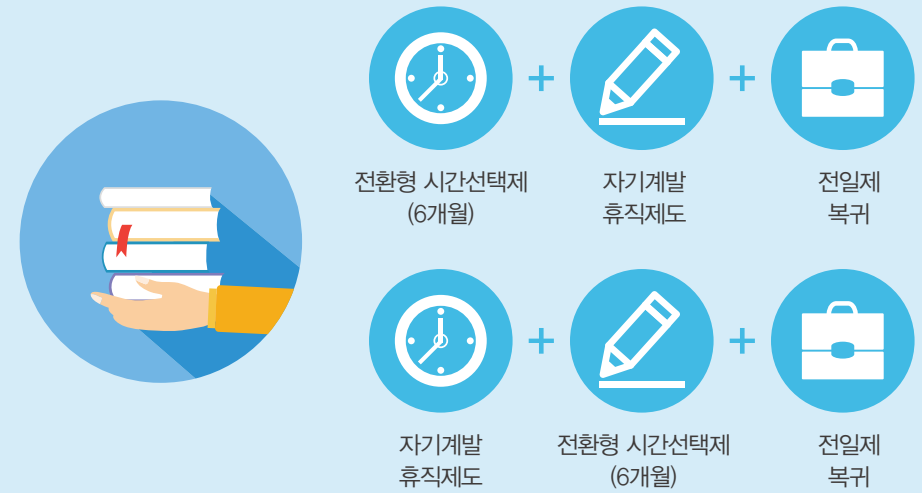 전환형 시간선택제
(6개월)
+
자기계발
휴직제도
+
전일제
복귀
자기계발
휴직제도
+
전환형 시간선택제
(6개월)
+
전일제
복귀